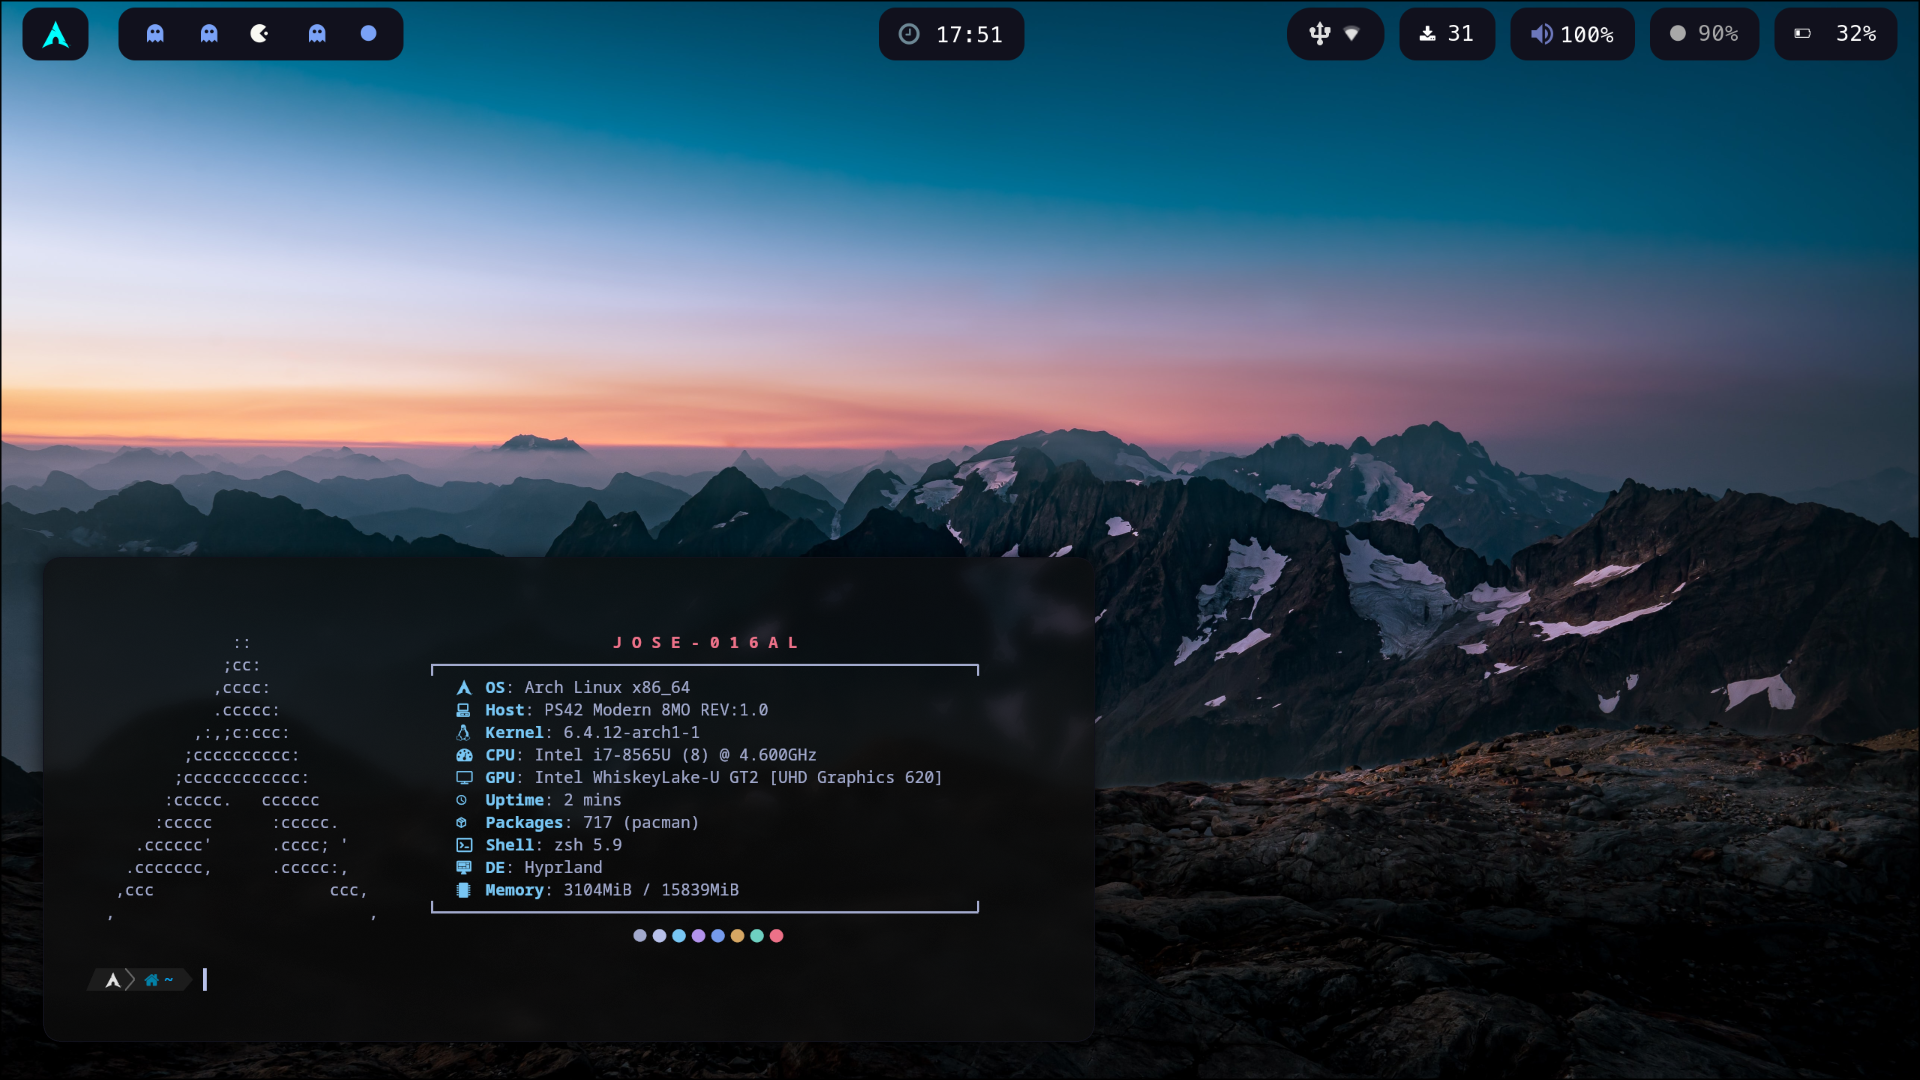 17:51
31
100%
90%
32%
JOSE-016AL
OS: Arch Linux x86_64
Host: PS42 Modern 8MO REV:1.0
Kernel: 6.4.12-arch1-1
CPU: Intel i7-8565U (8) @ 4.600GHz
GPU: Intel WhiskeyLake-U GT2 [UHD Graphics 620]
Uptime: 2 mins
Packages: 717 (pacman)
Shell: zsh 5.9
DE: Hyprland
Memory: 3104MiB / 15839MiB
::
;cc:
,cccc:
.ccccc:
,:,;c:ccc:
;cccccccccc:
;cccccccccccc:
:ccccc.   cccccc
:ccccc      :ccccc.
.cccccc'      .cccc; '
.ccccccc,      .ccccc:,
,ccc                  ccc,
,                          ,
~